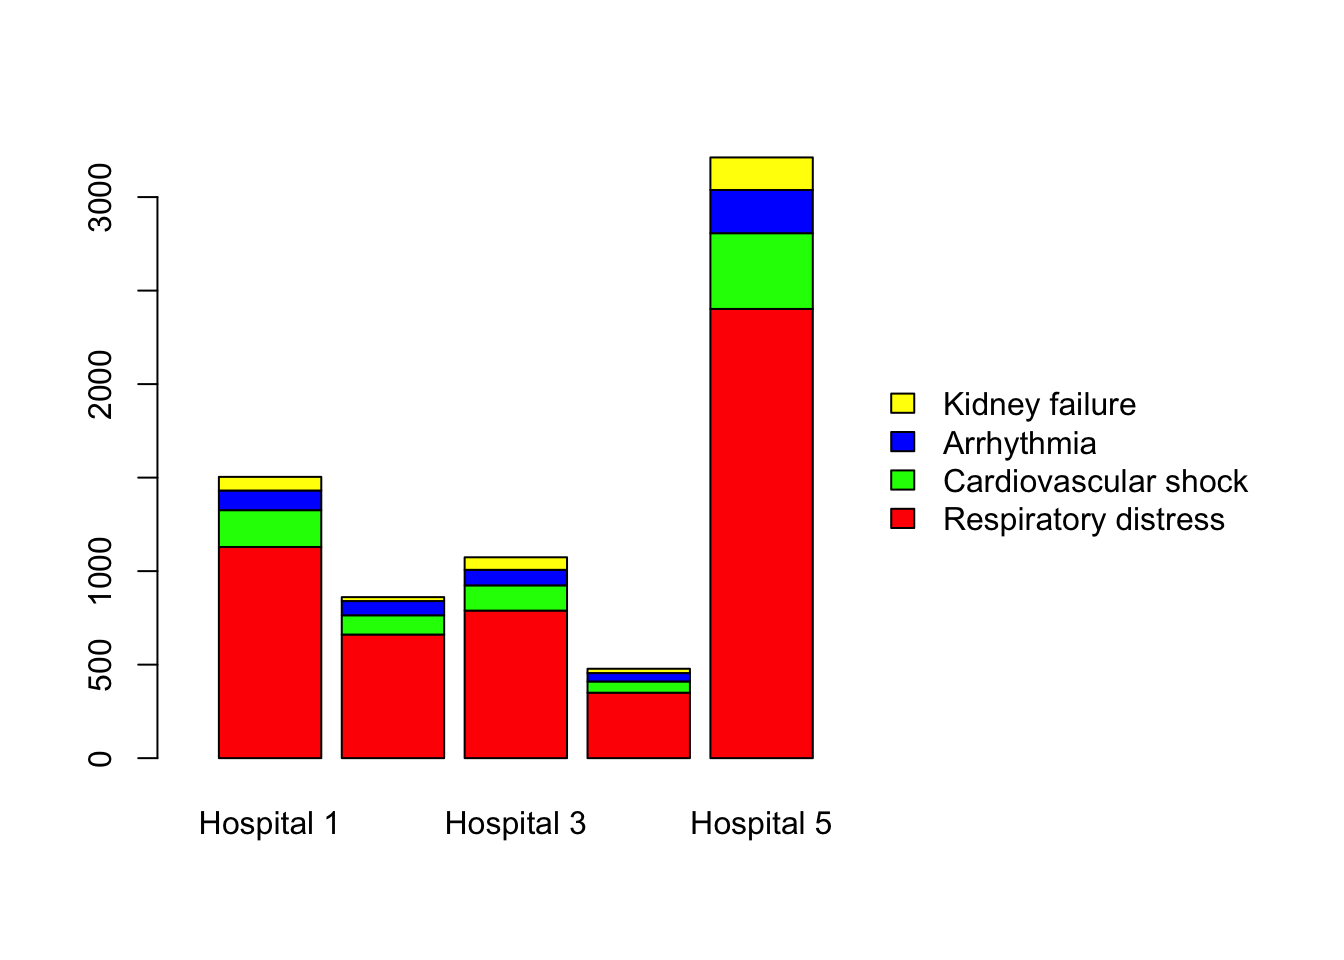 3000
2000
1000
500
0
Kidney failure
Arrhythmia
Cardiovascular shock
Respiratory distress
Hospital 1
Hospital 3
Hospital 5